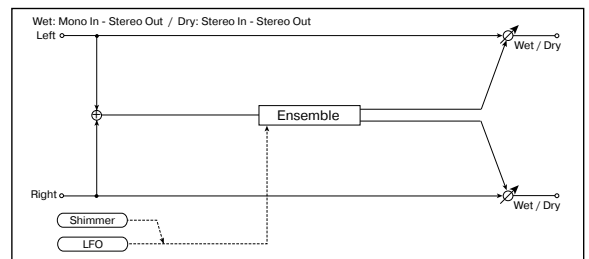 Wet: Mono In - Stereo Out / Dry: Stereo In - Stereo Out
Left
Wet / Dry
Ensemble
Right
Wet / Dry
Shimmer
LFO